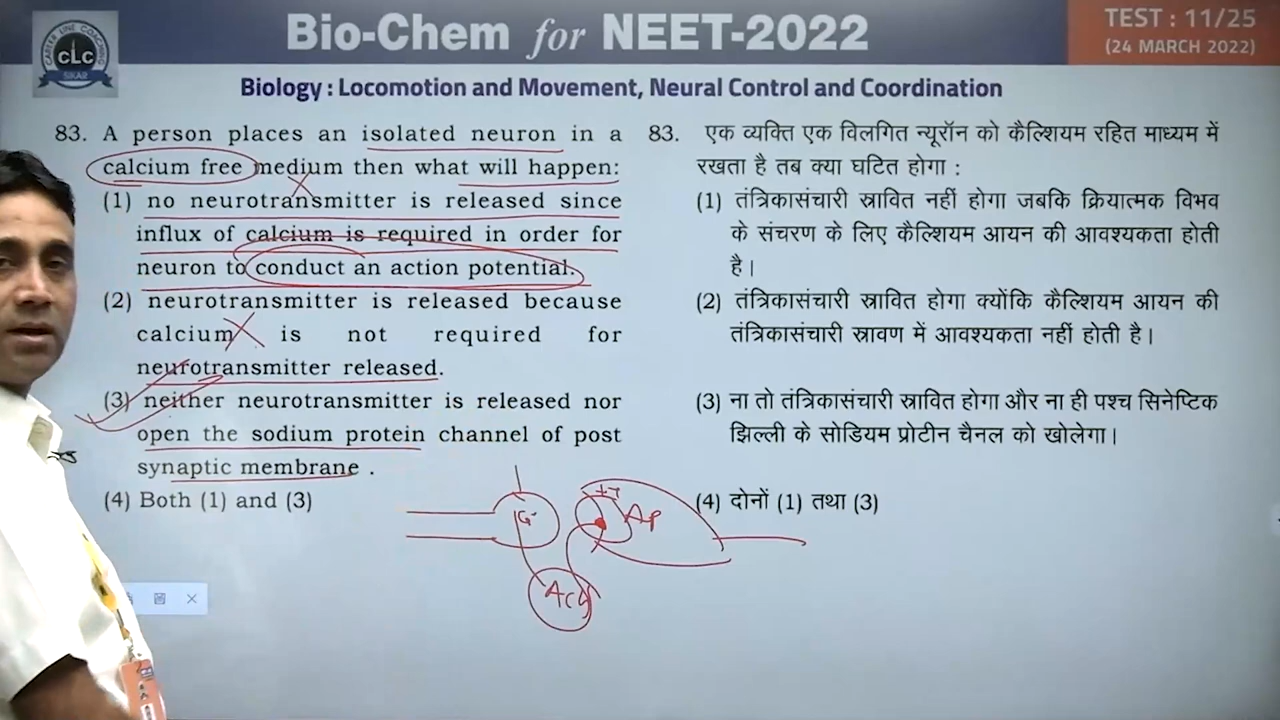 Bio-Chem for NEET-2022
TEST : 11/25
(24 MARCH 2022)
CAREER LINE COACHING
CLC
SIKAR
Biology : Locomotion and Movement, Neural Control and Coordination
83. A person places an isolated neuron in a
calcium free medium then what will happen:
(1) no neurotransmitter is released since
influx of calcium is required in order for
neuron to conduct an action potential.
(2) neurotransmitter is released because
calcium is not required for
neurotransmitter released.
(3) neither neurotransmitter is released nor
open the sodium protein channel of post
synaptic membrane .
(4) Both (1) and (3)
83. एक व्यक्ति एक विलगित न्यूरॉन को कैल्शियम रहित माध्यम में
रखता है तब क्या घटित होगा :
(1) तंत्रिकासंचारी स्रावित नहीं होगा जबकि क्रियात्मक विभव
के संचरण के लिए कैल्शियम आयन की आवश्यकता होती
है।
(2) तंत्रिकासंचारी स्रावित होगा क्योंकि कैल्शियम आयन की
तंत्रिकासंचारी स्रावण में आवश्यकता नहीं होती है।
(3) ना तो तंत्रिकासंचारी स्रावित होगा और ना ही पश्च सिनेप्टिक
झिल्ली के सोडियम प्रोटीन चैनल को खोलेगा।
(4) दोनों (1) तथा (3)
++
AP
Ach